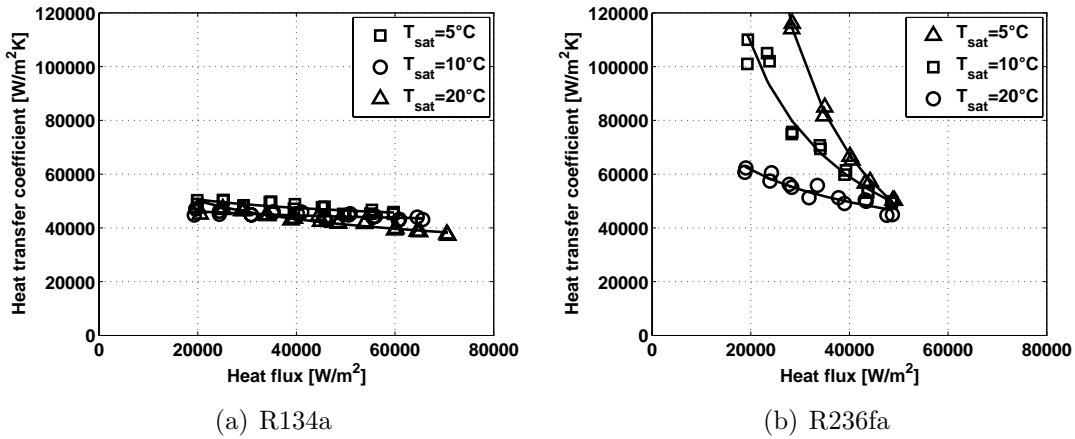 120000
100000
80000
60000
40000
20000
0
Heat transfer coefficient [W/m²K]
T_sat=5°C
T_sat=10°C
T_sat=20°C
0 20000 40000 60000 80000
Heat flux [W/m²]
(a) R134a
120000
100000
80000
60000
40000
20000
0
Heat transfer coefficient [W/m²K]
T_sat=5°C
T_sat=10°C
T_sat=20°C
0 20000 40000 60000 80000
Heat flux [W/m²]
(b) R236fa